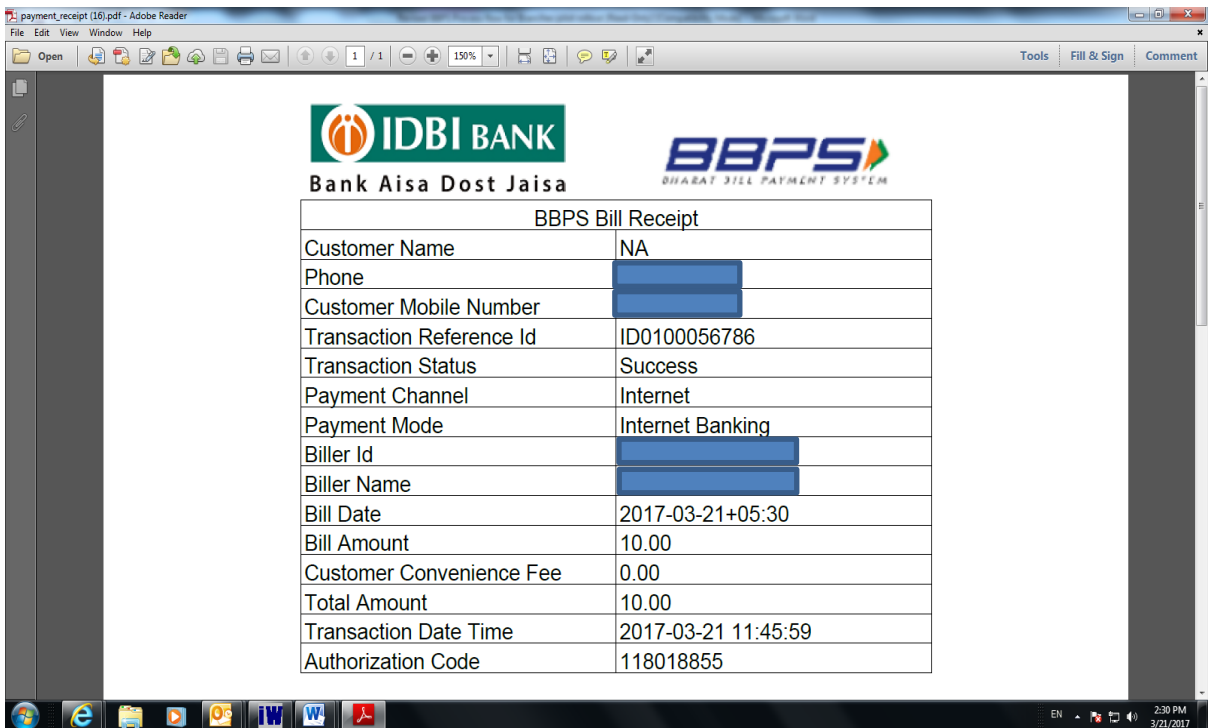 payment_receipt (16).pdf - Adobe Reader
File Edit View Window Help
Open 1 / 1 150% Tools Fill & Sign Comment
IDBI BANK
Bank Aisa Dost Jaisa
BBPS
BHARAT BILL PAYMENT SYSTEM
BBPS Bill Receipt
Customer Name NA
Phone
Customer Mobile Number
Transaction Reference Id ID0100056786
Transaction Status Success
Payment Channel Internet
Payment Mode Internet Banking
Biller Id
Biller Name
Bill Date 2017-03-21+05:30
Bill Amount 10.00
Customer Convenience Fee 0.00
Total Amount 10.00
Transaction Date Time 2017-03-21 11:45:59
Authorization Code 118018855
EN 2:30 PM
3/21/2017